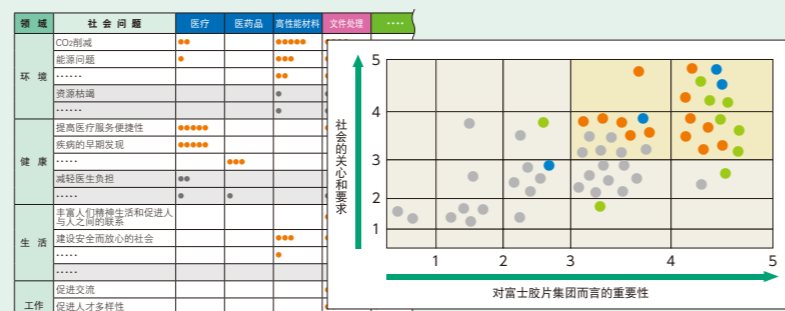 领 域 社 会 问 题 医疗 医药品 高性能材料 文件处理 ····
环 境
CO2削减
能源问题
······
资源枯竭
······
健 康
提高医疗服务便捷性
疾病的早期发现
·····
减轻医生负担
·····
生 活
丰富人们精神生活和促进人
与人之间的联系
建设安全而放心的社会
·····
·····
工作
促进交流
促进人才多样性
社会的关心和要求
5
4
3
2
1
1 2 3 4 5
对富士胶片集团而言的重要性